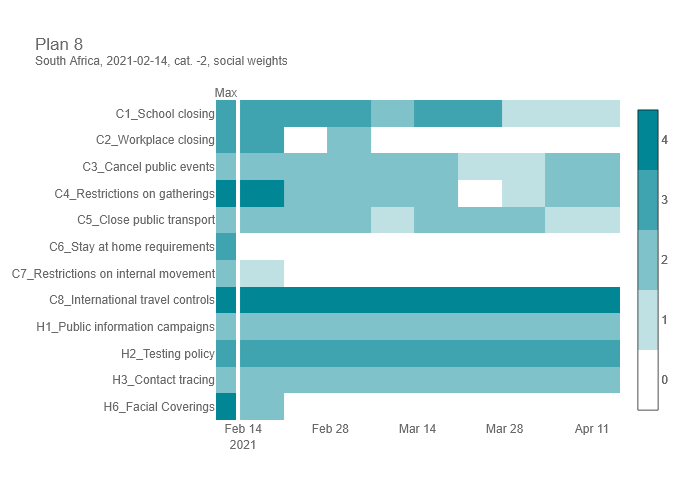 Plan 8
South Africa, 2021-02-14, cat. -2, social weights
Max
C1_School closing
C2_Workplace closing
C3_Cancel public events
C4_Restrictions on gatherings
C5_Close public transport
C6_Stay at home requirements
C7_Restrictions on internal movement
C8_International travel controls
H1_Public information campaigns
H2_Testing policy
H3_Contact tracing
H6_Facial Coverings
Feb 14 Feb 28 Mar 14 Mar 28 Apr 11
2021
4
3
2
1
0